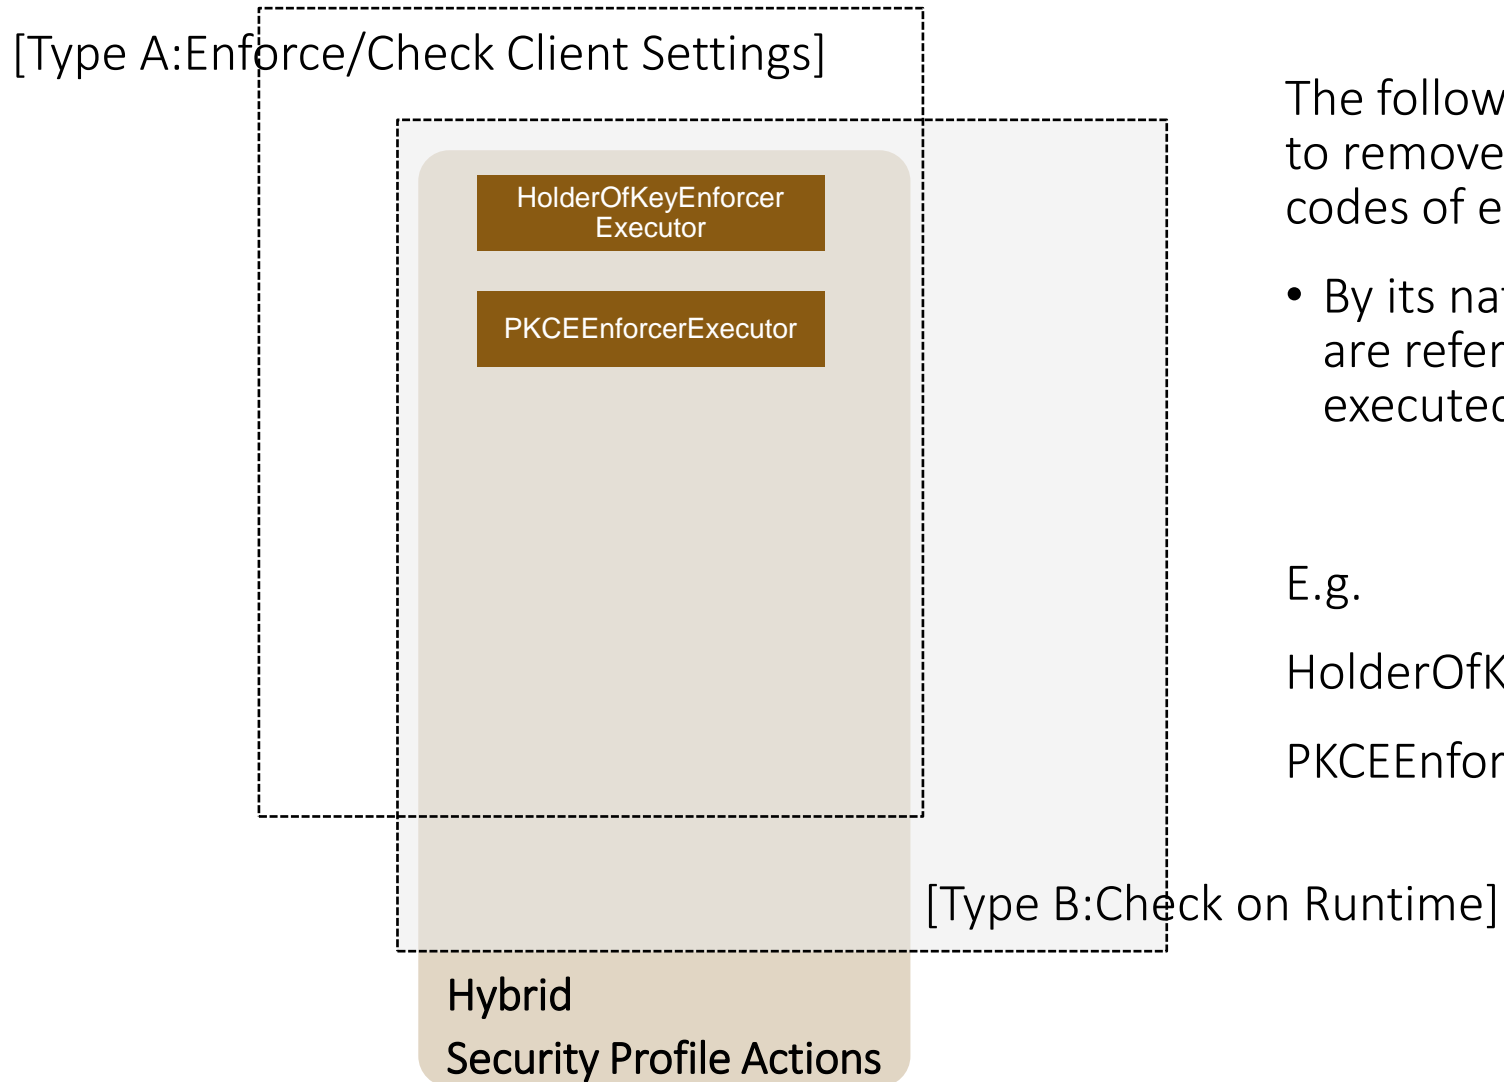 [Type A:Enforce/Check Client Settings]
HolderOfKeyEnforcer
Executor
PKCEEnforcerExecutor
[Type B:Check on Runtime]
Hybrid
Security Profile Actions
The follow
to remove
codes of e
• By its nat
are refer
executed
E.g.
HolderOfK
PKCEEnfor